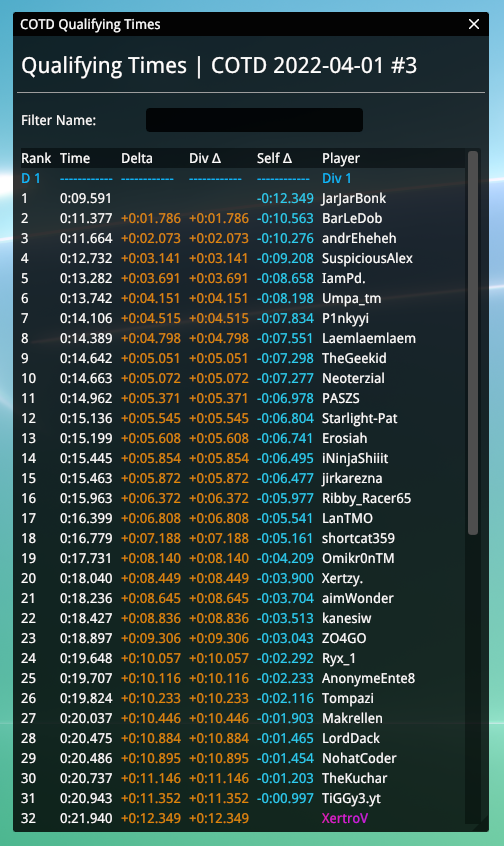 COTD Qualifying Times
Qualifying Times | COTD 2022-04-01 #3
Filter Name:
Rank Time Delta Div Δ Self Δ Player
D 1 ------------ ------------ ------------ ------------ Div 1
1 0:09.591 -0:12.349 JarJarBonk
2 0:11.377 +0:01.786 +0:01.786 -0:10.563 BarLeDob
3 0:11.664 +0:02.073 +0:02.073 -0:10.276 andrEheheh
4 0:12.732 +0:03.141 +0:03.141 -0:09.208 SuspiciousAlex
5 0:13.282 +0:03.691 +0:03.691 -0:08.658 IamPd.
6 0:13.742 +0:04.151 +0:04.151 -0:08.198 Umpa_tm
7 0:14.106 +0:04.515 +0:04.515 -0:07.834 P1nkyyi
8 0:14.389 +0:04.798 +0:04.798 -0:07.551 Laemlaemlaem
9 0:14.642 +0:05.051 +0:05.051 -0:07.298 TheGeekid
10 0:14.663 +0:05.072 +0:05.072 -0:07.277 Neoterzial
11 0:14.962 +0:05.371 +0:05.371 -0:06.978 PASZS
12 0:15.136 +0:05.545 +0:05.545 -0:06.804 Starlight-Pat
13 0:15.199 +0:05.608 +0:05.608 -0:06.741 Erosiah
14 0:15.445 +0:05.854 +0:05.854 -0:06.495 iNinjaShiiit
15 0:15.463 +0:05.872 +0:05.872 -0:06.477 jirkarezna
16 0:15.963 +0:06.372 +0:06.372 -0:05.977 Ribby_Racer65
17 0:16.399 +0:06.808 +0:06.808 -0:05.541 LanTMO
18 0:16.779 +0:07.188 +0:07.188 -0:05.161 shortcat359
19 0:17.731 +0:08.140 +0:08.140 -0:04.209 Omikr0nTM
20 0:18.040 +0:08.449 +0:08.449 -0:03.900 Xertzy.
21 0:18.236 +0:08.645 +0:08.645 -0:03.704 aimWonder
22 0:18.427 +0:08.836 +0:08.836 -0:03.513 kanesiw
23 0:18.897 +0:09.306 +0:09.306 -0:03.043 ZO4GO
24 0:19.648 +0:10.057 +0:10.057 -0:02.292 Ryx_1
25 0:19.707 +0:10.116 +0:10.116 -0:02.233 AnonymeEnte8
26 0:19.824 +0:10.233 +0:10.233 -0:02.116 Tompazi
27 0:20.037 +0:10.446 +0:10.446 -0:01.903 Makrellen
28 0:20.475 +0:10.884 +0:10.884 -0:01.465 LordDack
29 0:20.486 +0:10.895 +0:10.895 -0:01.454 NohatCoder
30 0:20.737 +0:11.146 +0:11.146 -0:01.203 TheKuchar
31 0:20.943 +0:11.352 +0:11.352 -0:00.997 TiGGy3.yt
32 0:21.940 +0:12.349 +0:12.349 XertroV